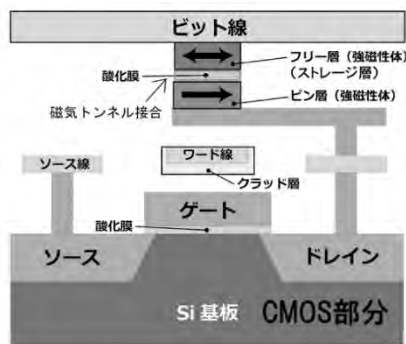 ビット線
フリー層（強磁性体）
（ストレージ層）
酸化膜
ピン層（強磁性体）
磁気トンネル接合
ソース線
ワード線
クラッド層
ゲート
酸化膜
ソース
ドレイン
Si 基板
CMOS部分